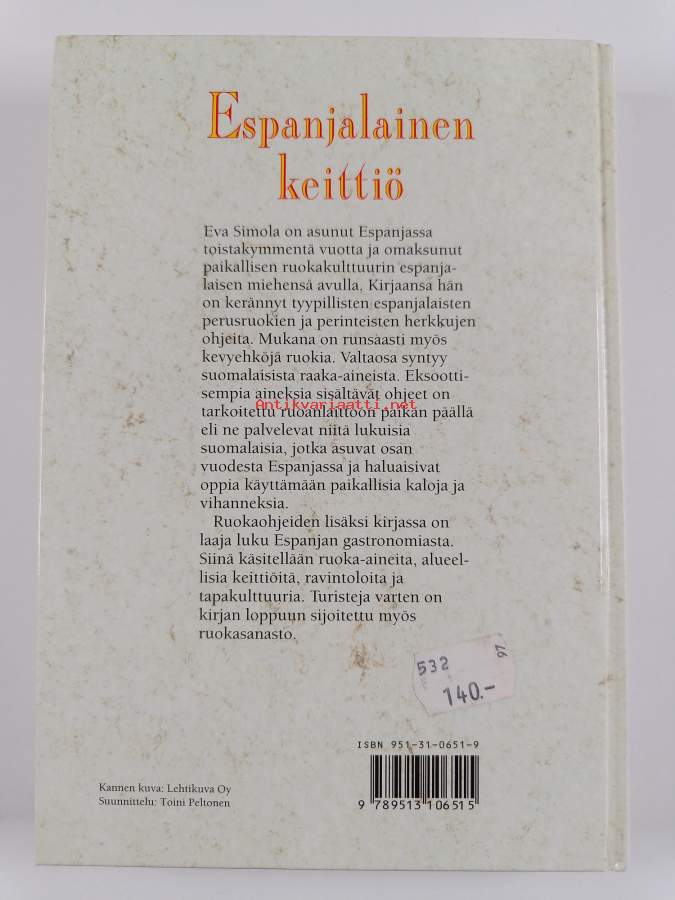 Espanjalainen
keittiö
Eva Simola on asunut Espanjassa
toistakymmentä vuotta ja omaksunut
paikallisen ruokakulttuurin espanja-
laisen miehensä avulla. Kirjaansa hän
on kerännyt tyypillisten espanjalaisten
perusruokien ja perinteisten herkkujen
ohjeita. Mukana on runsaasti myös
kevyehköjä ruokia. Valtaosa syntyy
suomalaisista raaka-aineista. Eksootti-
sempia aineksia sisältävät ohjeet on
Antikvariaatti.net
tarkoitettu ruoanlaittoon paikan päällä
eli ne palvelevat niitä lukuisia
suomalaisia, jotka asuvat osan
vuodesta Espanjassa ja haluaisivat
oppia käyttämään paikallisia kaloja ja
vihanneksia.
Ruokaohjeiden lisäksi kirjassa on
laaja luku Espanjan gastronomiasta.
Siinä käsitellään ruoka-aineita, alueel-
lisia keittiöitä, ravintoloita ja
tapakulttuuria. Turisteja varten on
kirjan loppuun sijoitettu myös
ruokasanasto.
532
97
140.-
ISBN 951-31-0651-9
9 789513 106515
Kannen kuva: Lehtikuva Oy
Suunnittelu: Toini Peltonen